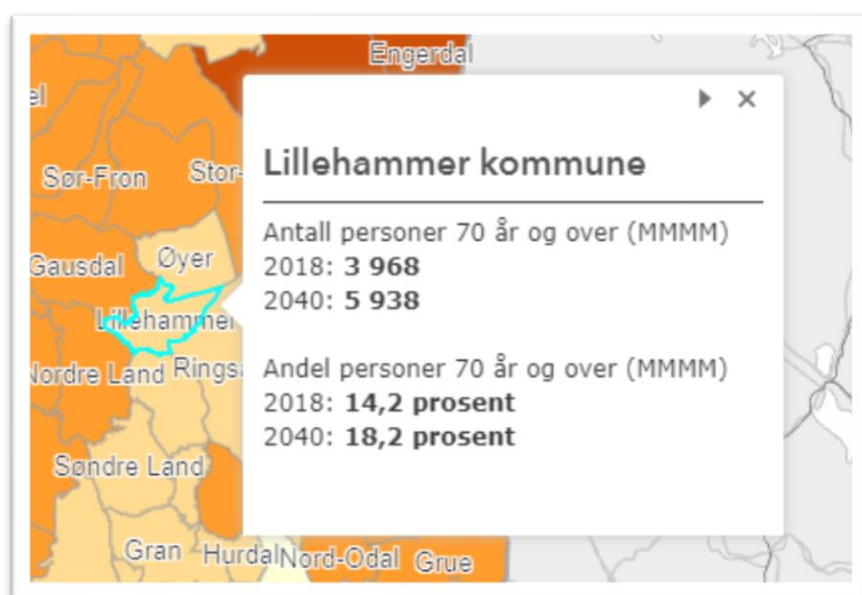 Engerdal
el
Sør-Fron
Stor-
Lillehammer kommune
Antall personer 70 år og over (MMMM)
2018: 3 968
2040: 5 938
Andel personer 70 år og over (MMMM)
2018: 14,2 prosent
2040: 18,2 prosent
Gausdal
Øyer
Lillehammer
Nordre Land
Rings
Søndre Land
Gran
Hurdal
Nord-Odal
Grue